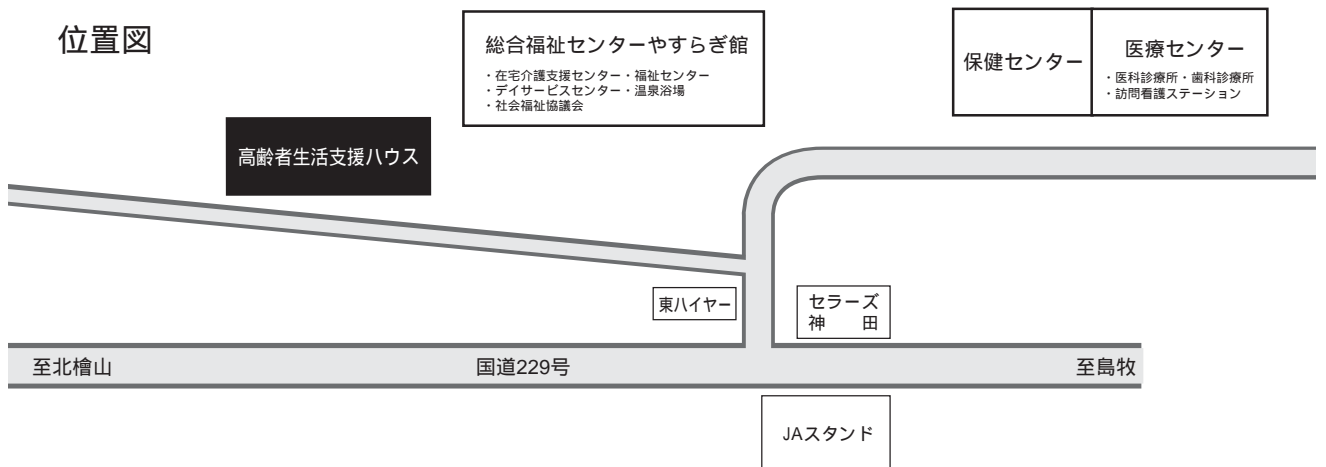 位置図
総合福祉センターやすらぎ館
・在宅介護支援センター・福祉センター
・デイサービスセンター・温泉浴場
・社会福祉協議会
保健センター
医療センター
・医科診療所・歯科診療所
・訪問看護ステーション
高齢者生活支援ハウス
東ハイヤー
セラーズ
神　田
至北檜山
国道229号
至島牧
JAスタンド